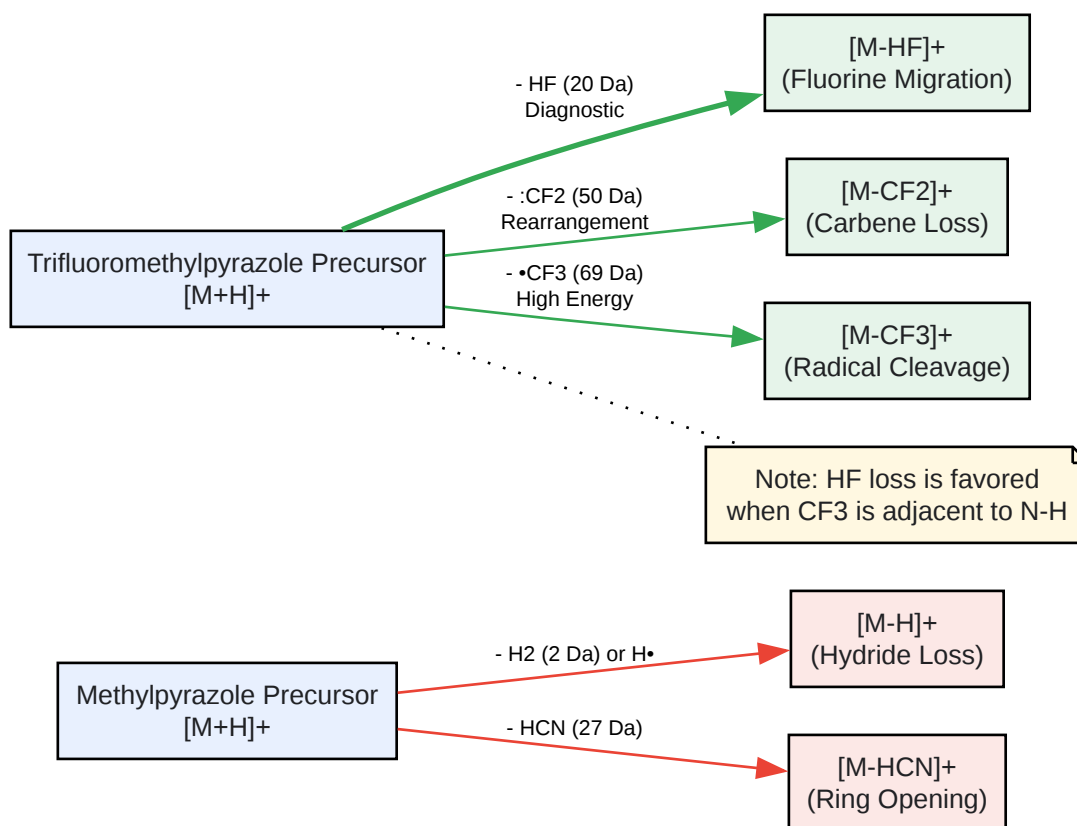 [M-HF]+
(Fluorine Migration)
- HF (20 Da)
Diagnostic
[M-CF2]+
(Carbene Loss)
- :CF2 (50 Da)
Rearrangement
Trifluoromethylpyrazole Precursor
[M+H]+
- •CF3 (69 Da)
High Energy
[M-CF3]+
(Radical Cleavage)
Note: HF loss is favored
when CF3 is adjacent to N-H
[M-H]+
(Hydride Loss)
- H2 (2 Da) or H•
Methylpyrazole Precursor
[M+H]+
- HCN (27 Da)
[M-HCN]+
(Ring Opening)